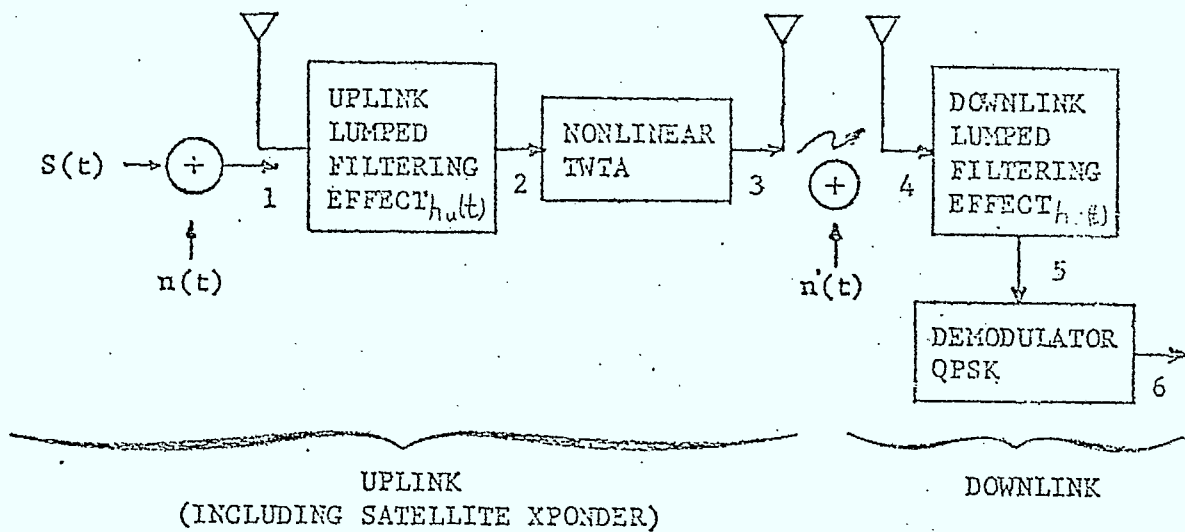 S(t)
+
n(t)
1
UPLINK
LUMPED
FILTERING
EFFECT hu(t)
2
NONLINEAR
TWTA
3
+
n'(t)
4
DOWNLINK
LUMPED
FILTERING
EFFECT
5
DEMODULATOR
QPSK
6
UPLINK
(INCLUDING SATELLITE XPONDER)
DOWNLINK